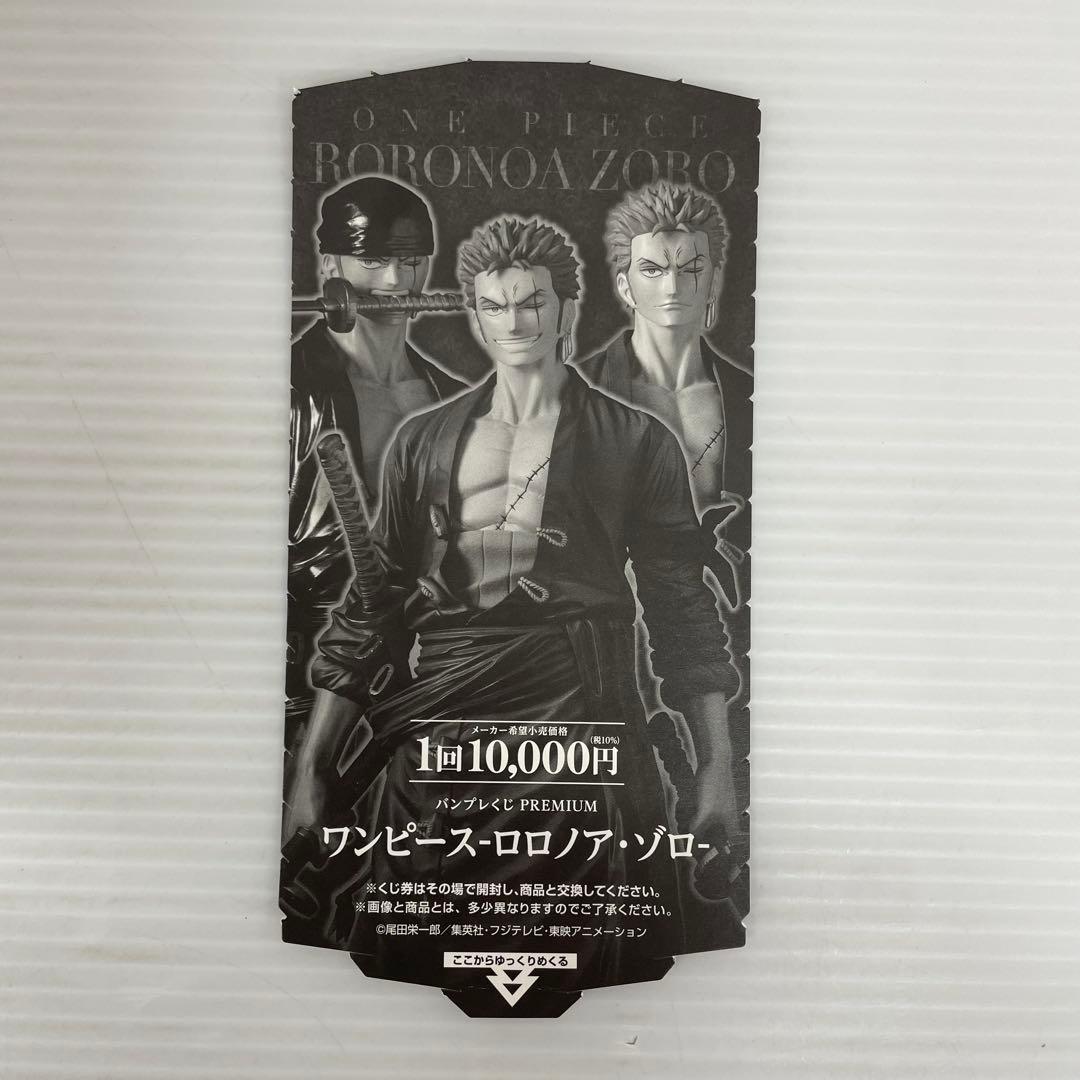 ONE PIECE
RORONOA ZORO
メーカー希望小売価格
1回10,000円(税10%)
バンプレくじ PREMIUM
ワンピース-ロロノア・ゾロ-
※くじ券はその場で開封し、商品と交換してください。
※画像と商品とは、多少異なりますのでご了承ください。
©尾田栄一郎／集英社・フジテレビ・東映アニメーション
ここからゆっくりめくる